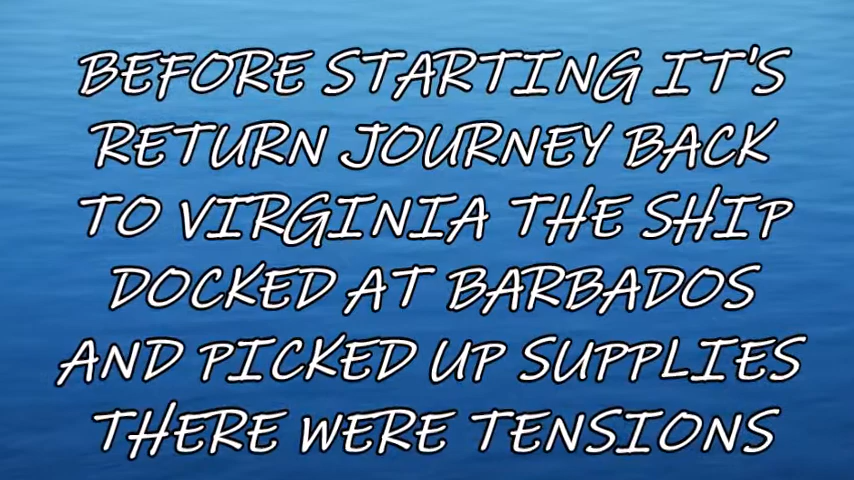 BEFORE STARTING IT'S
RETURN JOURNEY BACK
TO VIRGINIA THE SHIP
DOCKED AT BARBADOS
AND PICKED UP SUPPLIES
THERE WERE TENSIONS